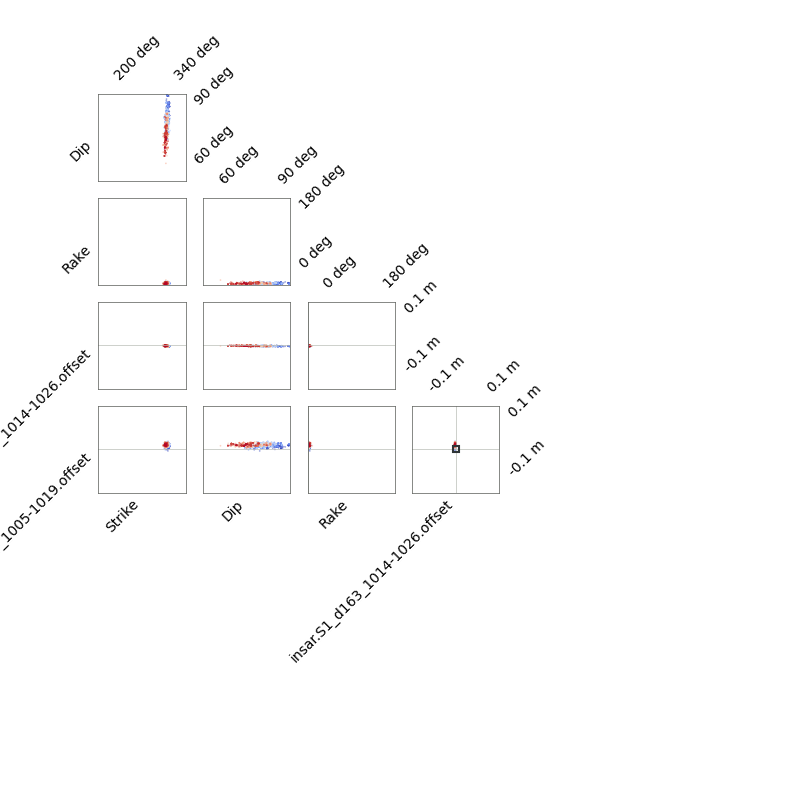 200 deg
340 deg
90 deg
60 deg
Dip
60 deg
90 deg
180 deg
0 deg
Rake
0 deg
180 deg
0.1 m
-0.1 m
_1014-1026.offset
-0.1 m
0.1 m
0.1 m
-0.1 m
_1005-1019.offset
Strike
Dip
Rake
insar.S1_d163_1014-1026.offset